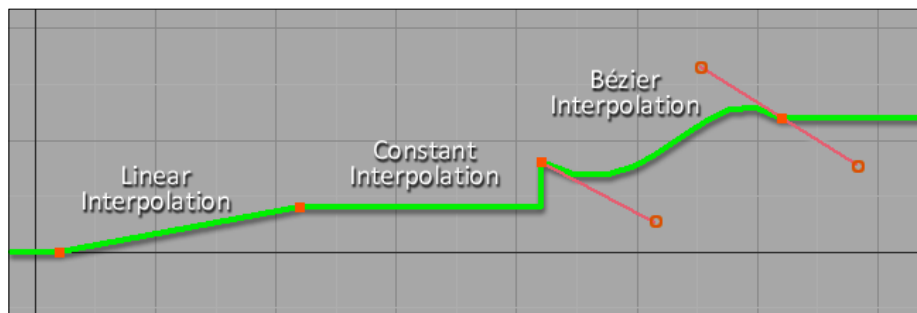 Linear
Interpolation
Constant
Interpolation
Bézier
Interpolation